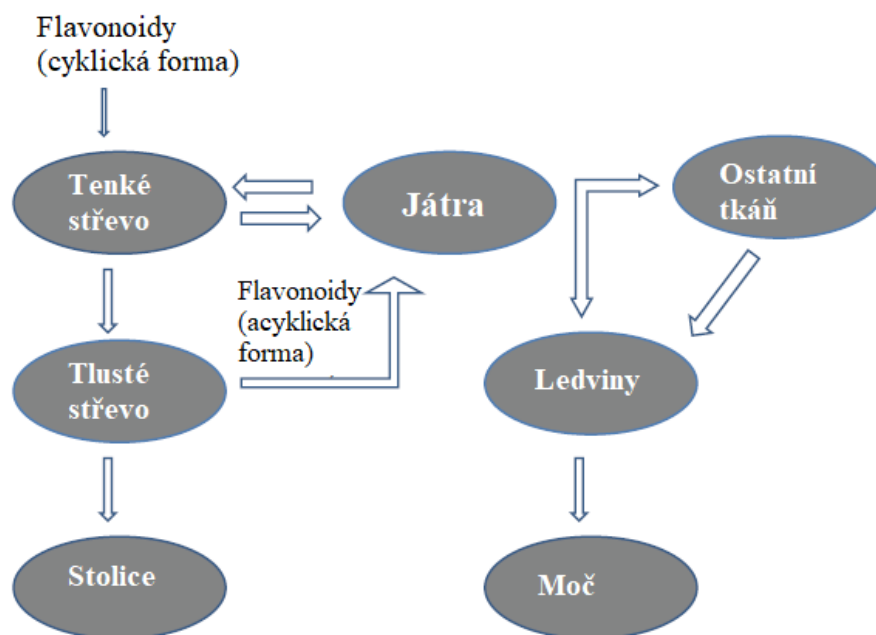 Flavonoidy
(cyklická forma)
Tenké
střevo
Játra
Ostatní
tkáň
Flavonoidy
(acyklická
forma)
Tlusté
střevo
Ledviny
Stolice
Moč